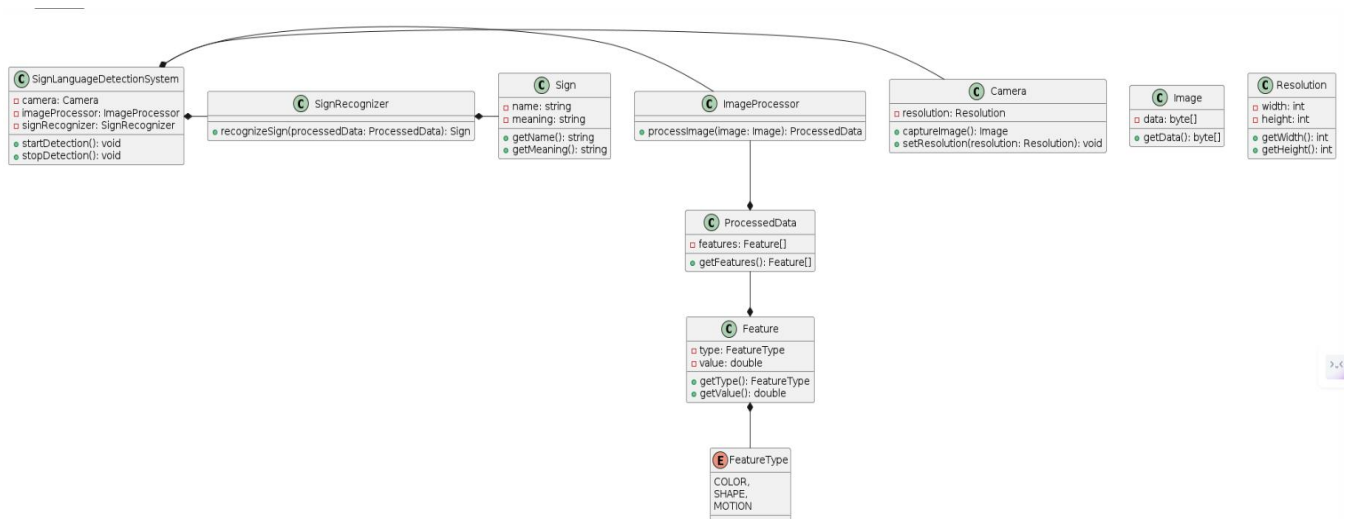 C SignLanguageDetectionSystem
camera: Camera
imageProcessor: ImageProcessor
signRecognizer: SignRecognizer
startDetection(): void
stopDetection(): void
C SignRecognizer
recognizeSign(processedData: ProcessedData): Sign
C Sign
name: string
meaning: string
getName(): string
getMeaning(): string
C ImageProcessor
processImage(image: Image): ProcessedData
C Camera
resolution: Resolution
captureImage(): Image
setResolution(resolution: Resolution): void
C Image
data: byte[]
getData(): byte[]
C Resolution
width: int
height: int
getWidth(): int
getHeight(): int
C ProcessedData
features: Feature[]
getFeatures(): Feature[]
C Feature
type: FeatureType
value: double
getType(): FeatureType
getValue(): double
E FeatureType
COLOR,
SHAPE,
MOTION